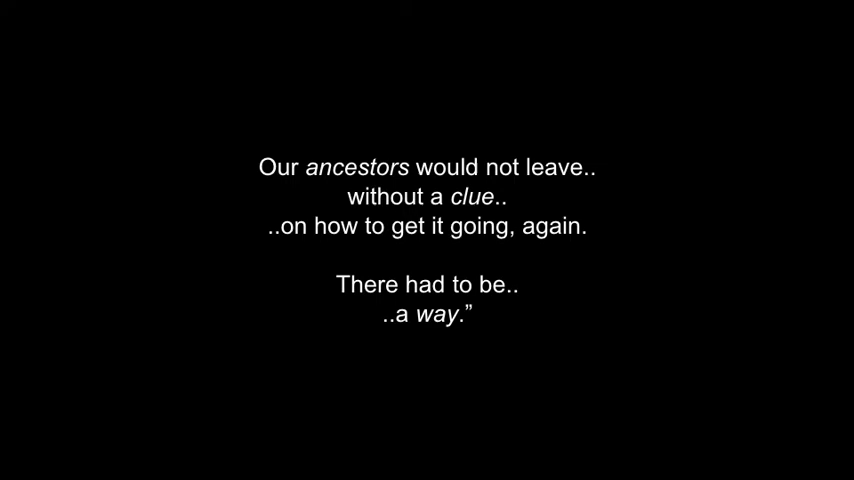 Our ancestors would not leave..
without a clue..
..on how to get it going, again.
There had to be..
..a way.”